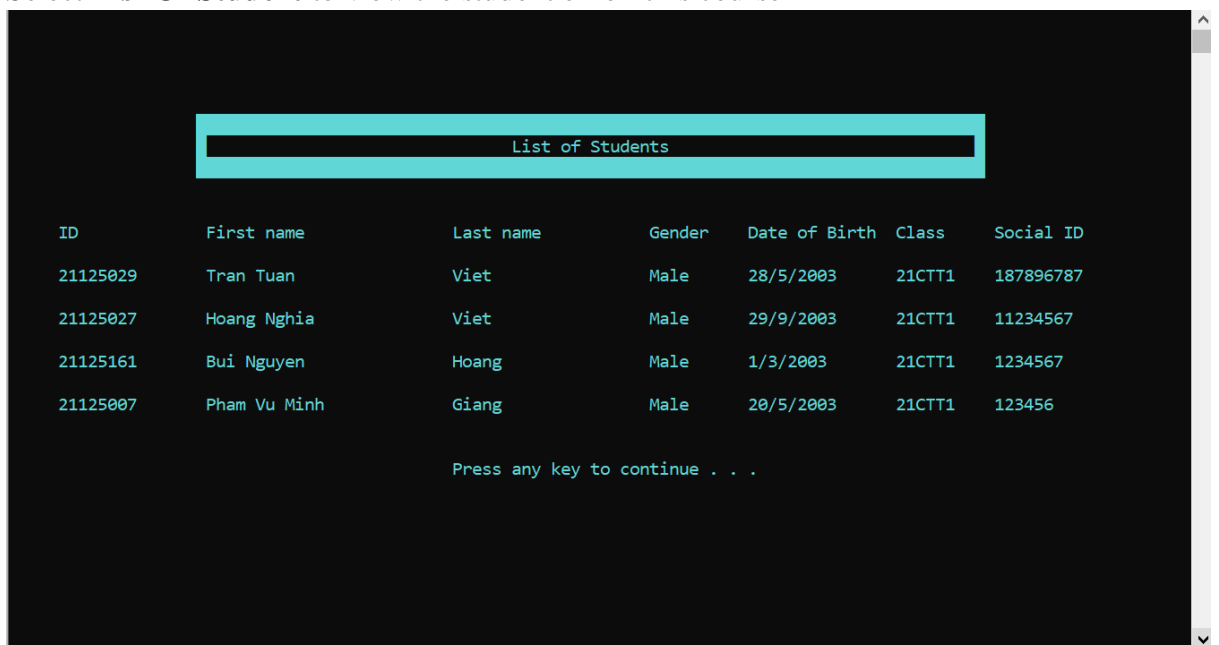 List of Students
ID First name Last name Gender Date of Birth Class Social ID
21125029 Tran Tuan Viet Male 28/5/2003 21CTT1 187896787
21125027 Hoang Nghia Viet Male 29/9/2003 21CTT1 11234567
21125161 Bui Nguyen Hoang Male 1/3/2003 21CTT1 1234567
21125007 Pham Vu Minh Giang Male 20/5/2003 21CTT1 123456
Press any key to continue . . .